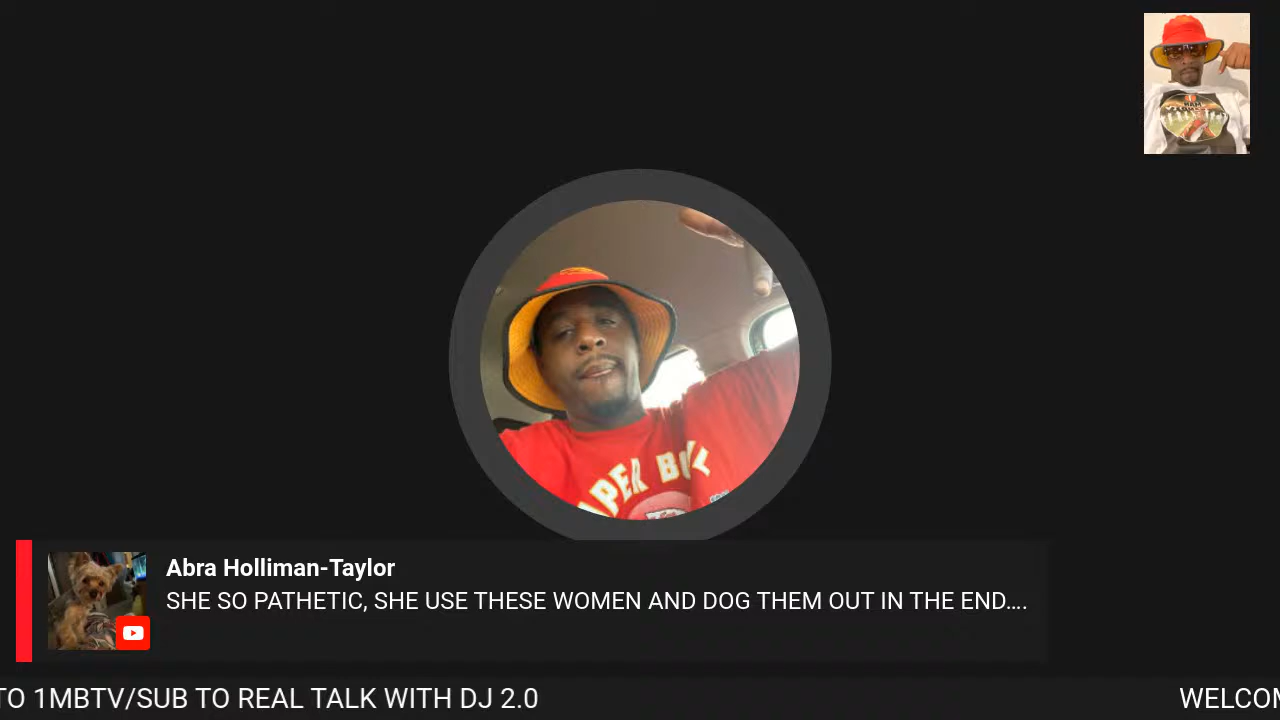 Abra Holliman-Taylor
SHE SO PATHETIC, SHE USE THESE WOMEN AND DOG THEM OUT IN THE END....
TO 1MBTV/SUB TO REAL TALK WITH DJ 2.0
WELCOM